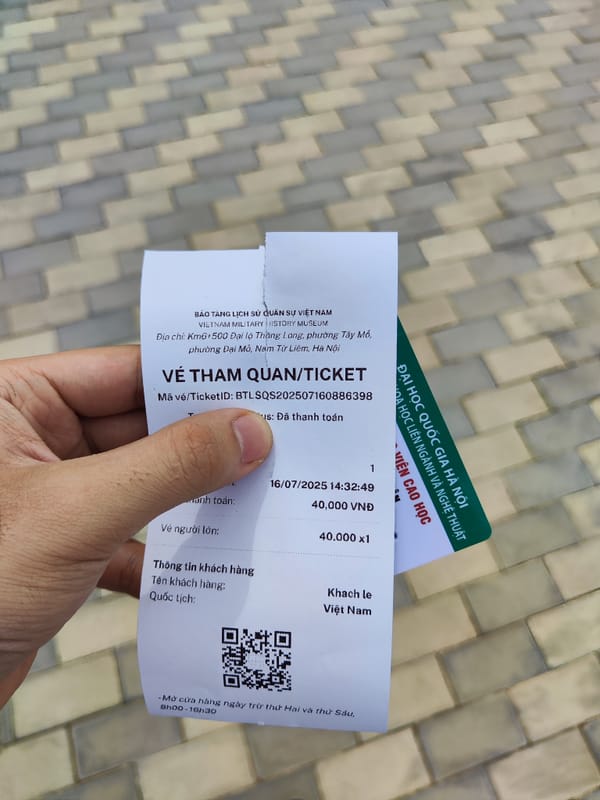 BẢO TÀNG LỊCH SỬ QUÂN SỰ VIỆT NAM
VIETNAM MILITARY HISTORY MUSEUM
Địa chỉ: Km6+500 Đại lộ Thăng Long, phường Tây Mỗ,
phường Đại Mỗ, Nam Từ Liêm, Hà Nội
VÉ THAM QUAN/TICKET
Mã vé/TicketID: BTLSQS202507160886398
Đã thanh toán
1
16/07/2025 14:32:49
thanh toán: 40,000 VNĐ
Vé người lớn: 40.000 x1
Thông tin khách hàng
Tên khách hàng: Khach le
Quốc tịch: Việt Nam
-Mở cửa hàng ngày trừ thứ Hai và thứ Sáu,
8h00-16h30
ĐẠI HỌC QUỐC GIA HÀ NỘI
KHOA HỌC LIÊN NGÀNH VÀ NGHỆ THUẬT
VIÊN CAO HỌC